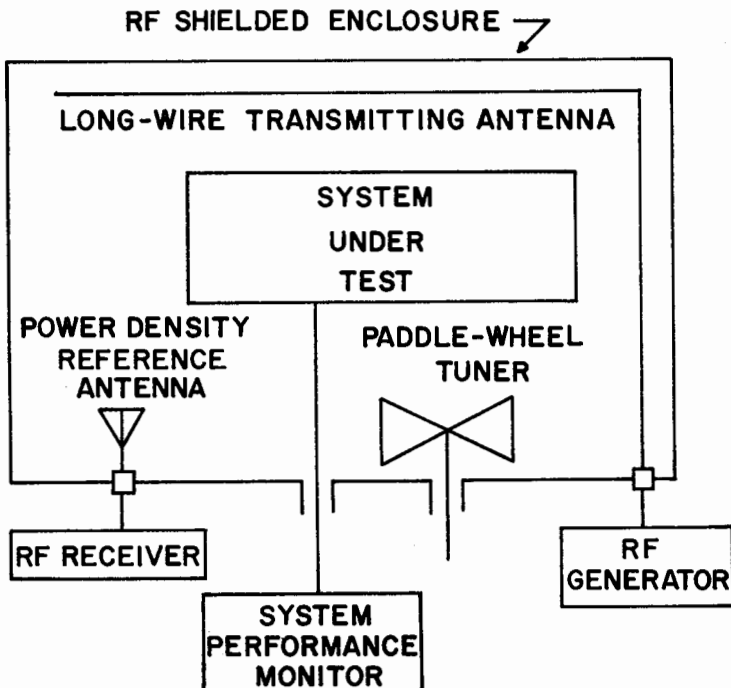 RF SHIELDED ENCLOSURE
LONG-WIRE TRANSMITTING ANTENNA
SYSTEM
UNDER
TEST
POWER DENSITY
REFERENCE
ANTENNA
PADDLE-WHEEL
TUNER
RF RECEIVER
RF
GENERATOR
SYSTEM
PERFORMANCE
MONITOR